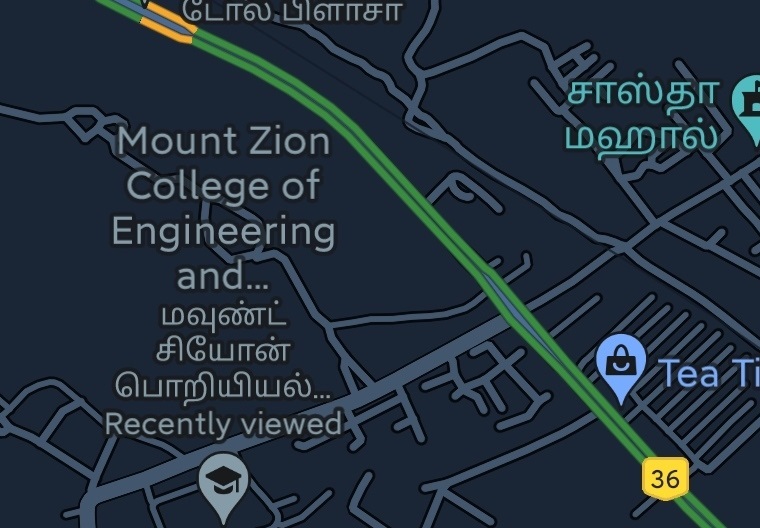 டோல் பிளாசா
சாஸ்தா
மஹால்
Mount Zion
College of
Engineering
and...
மவுண்ட்
சியோன்
பொறியியல்...
Recently viewed
Tea Ti
36